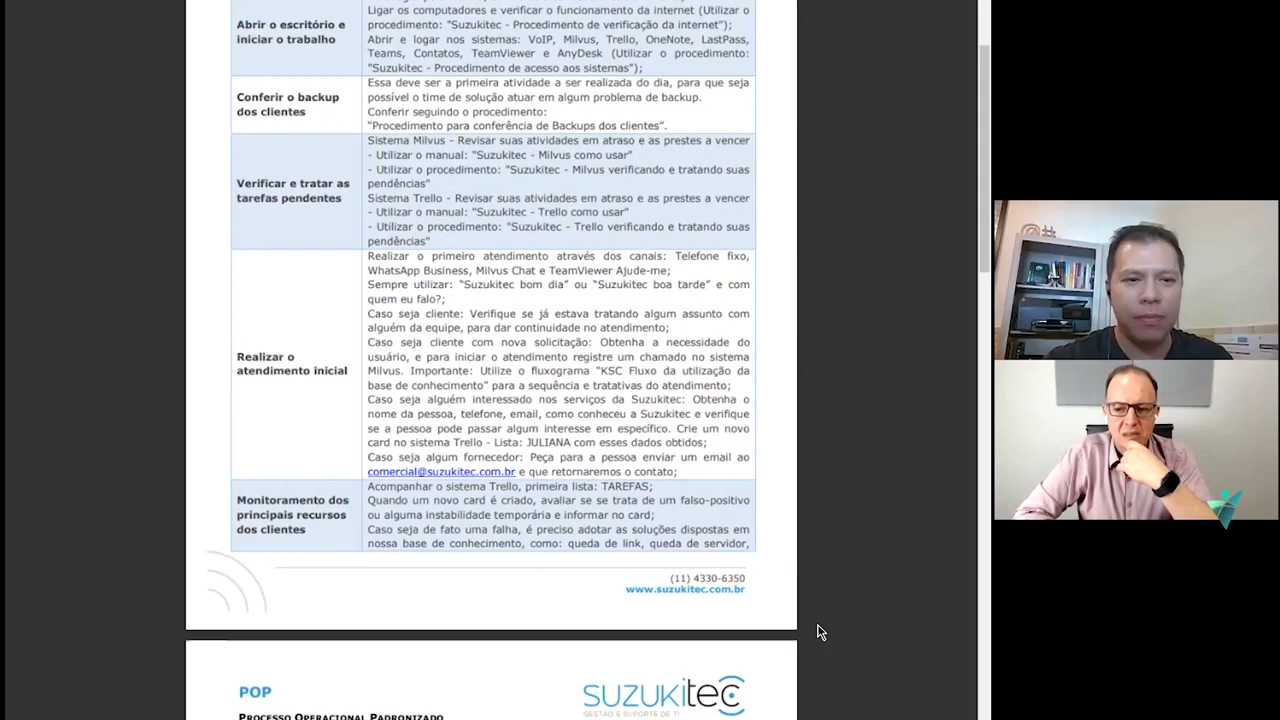 Abrir o escritório e
iniciar o trabalho
Ligar os computadores e verificar o funcionamento da internet (Utilizar o
procedimento: "Suzukitec - Procedimento de verificação da internet");
Abrir e logar nos sistemas: VoIP, Milvus, Trello, OneNote, LastPass,
Teams, Contatos, TeamViewer e AnyDesk (Utilizar o procedimento:
"Suzukitec - Procedimento de acesso aos sistemas");
Conferir o backup
dos clientes
Essa deve ser a primeira atividade a ser realizada do dia, para que seja
possível o time de solução atuar em algum problema de backup.
Conferir seguindo o procedimento:
"Procedimento para conferência de Backups dos clientes".
Verificar e tratar as
tarefas pendentes
Sistema Milvus - Revisar suas atividades em atraso e as prestes a vencer
- Utilizar o manual: "Suzukitec - Milvus como usar"
- Utilizar o procedimento: "Suzukitec - Milvus verificando e tratando suas
pendências"
Sistema Trello - Revisar suas atividades em atraso e as prestes a vencer
- Utilizar o manual: "Suzukitec - Trello como usar"
- Utilizar o procedimento: "Suzukitec - Trello verificando e tratando suas
pendências"
Realizar o
atendimento inicial
Realizar o primeiro atendimento através dos canais: Telefone fixo,
WhatsApp Business, Milvus Chat e TeamViewer Ajude-me;
Sempre utilizar: "Suzukitec bom dia" ou "Suzukitec boa tarde" e com
quem eu falo?;
Caso seja cliente: Verifique se já estava tratando algum assunto com
alguém da equipe, para dar continuidade no atendimento;
Caso seja cliente com nova solicitação: Obtenha a necessidade do
usuário, e para iniciar o atendimento registre um chamado no sistema
Milvus. Importante: Utilize o fluxograma "KSC Fluxo da utilização da
base de conhecimento" para a sequência e tratativas do atendimento;
Caso seja alguém interessado nos serviços da Suzukitec: Obtenha o
nome da pessoa, telefone, email, como conheceu a Suzukitec e verifique
se a pessoa pode passar algum interesse em específico. Crie um novo
card no sistema Trello - Lista: JULIANA com esses dados obtidos;
Caso seja algum fornecedor: Peça para a pessoa enviar um email ao
comercial@suzukitec.com.br e que retornaremos o contato;
Monitoramento dos
principais recursos
dos clientes
Acompanhar o sistema Trello, primeira lista: TAREFAS;
Quando um novo card é criado, avaliar se se trata de um falso-positivo
ou alguma instabilidade temporária e informar no card;
Caso seja de fato uma falha, é preciso adotar as soluções dispostas em
nossa base de conhecimento, como: queda de link, queda de servidor,
(11) 4330-6350
www.suzukitec.com.br
POP
PROCESSO OPERACIONAL PADRONIZADO
suzukitec
GESTÃO E SUPORTE DE TI
@#